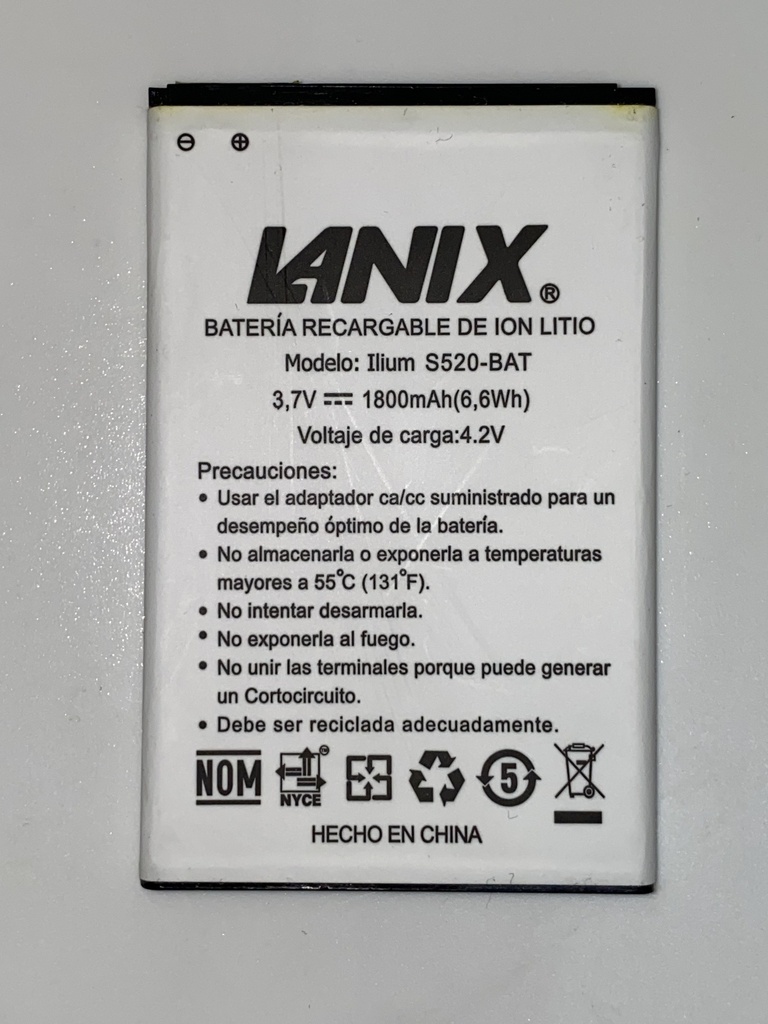 ⊖ ⊕
LANIX®
BATERÍA RECARGABLE DE ION LITIO
Modelo: Ilium S520-BAT
3,7V ⎓ 1800mAh(6,6Wh)
Voltaje de carga:4.2V
Precauciones:
• Usar el adaptador ca/cc suministrado para un
desempeño óptimo de la batería.
• No almacenarla o exponerla a temperaturas
mayores a 55°C (131°F).
• No intentar desarmarla.
• No exponerla al fuego.
• No unir las terminales porque puede generar
un Cortocircuito.
• Debe ser reciclada adecuadamente.
NOM NYCE ™ 5
HECHO EN CHINA